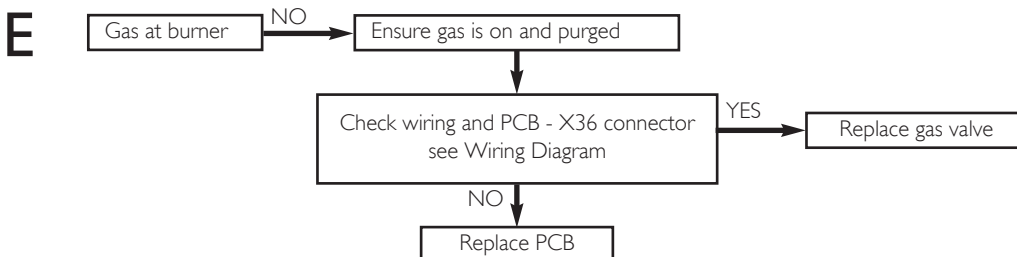 E
Gas at burner
NO
Ensure gas is on and purged
Check wiring and PCB - X36 connector
see Wiring Diagram
YES
Replace gas valve
NO
Replace PCB